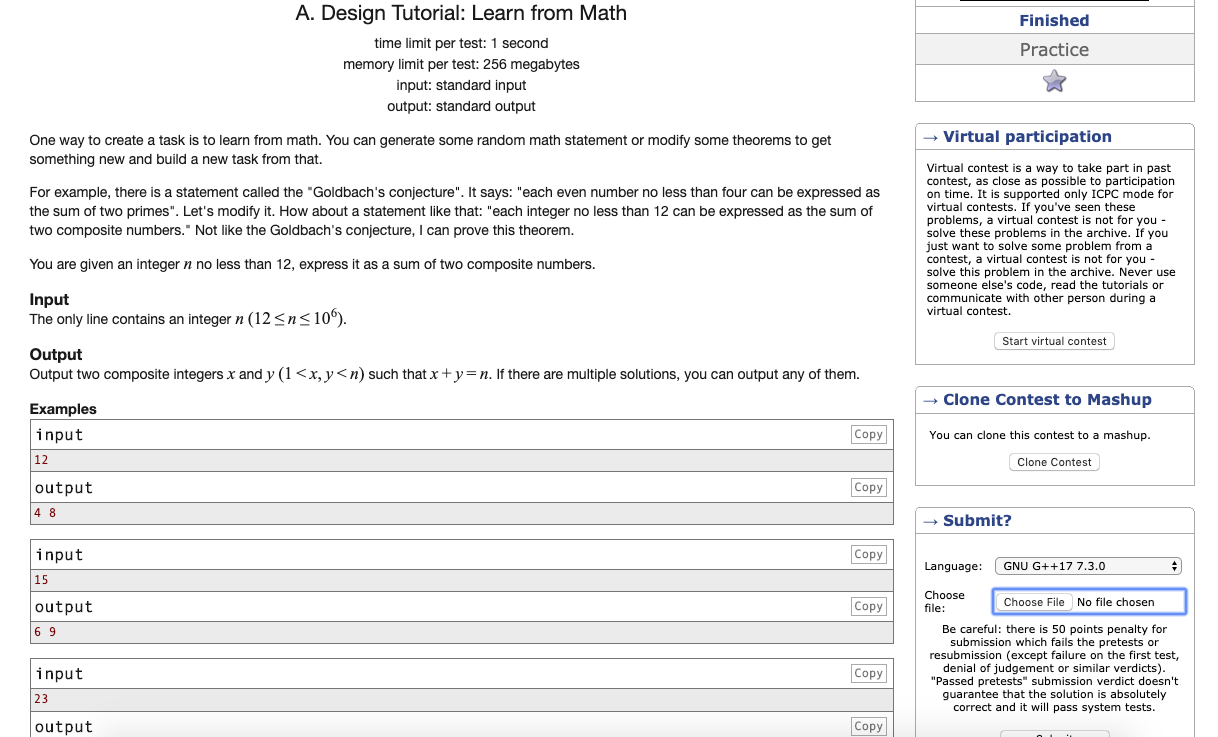 A. Design Tutorial: Learn from Math
time limit per test: 1 second
memory limit per test: 256 megabytes
input: standard input
output: standard output
One way to create a task is to learn from math. You can generate some random math statement or modify some theorems to get
something new and build a new task from that.
For example, there is a statement called the "Goldbach's conjecture". It says: "each even number no less than four can be expressed as
the sum of two primes". Let's modify it. How about a statement like that: "each integer no less than 12 can be expressed as the sum of
two composite numbers." Not like the Goldbach's conjecture, I can prove this theorem.
You are given an integer n no less than 12, express it as a sum of two composite numbers.
Input
The only line contains an integer n (12 ≤ n ≤ 10⁶).
Output
Output two composite integers x and y (1 < x, y < n) such that x + y = n. If there are multiple solutions, you can output any of them.
Examples
input Copy
12
output Copy
4 8
input Copy
15
output Copy
6 9
input Copy
23
output Copy
Finished
Practice
→ Virtual participation
Virtual contest is a way to take part in past
contest, as close as possible to participation
on time. It is supported only ICPC mode for
virtual contests. If you've seen these
problems, a virtual contest is not for you -
solve these problems in the archive. If you
just want to solve some problem from a
contest, a virtual contest is not for you -
solve this problem in the archive. Never use
someone else's code, read the tutorials or
communicate with other person during a
virtual contest.
Start virtual contest
→ Clone Contest to Mashup
You can clone this contest to a mashup.
Clone Contest
→ Submit?
Language: GNU G++17 7.3.0
Choose
file: Choose File No file chosen
Be careful: there is 50 points penalty for
submission which fails the pretests or
resubmission (except failure on the first test,
denial of judgement or similar verdicts).
"Passed pretests" submission verdict doesn't
guarantee that the solution is absolutely
correct and it will pass system tests.